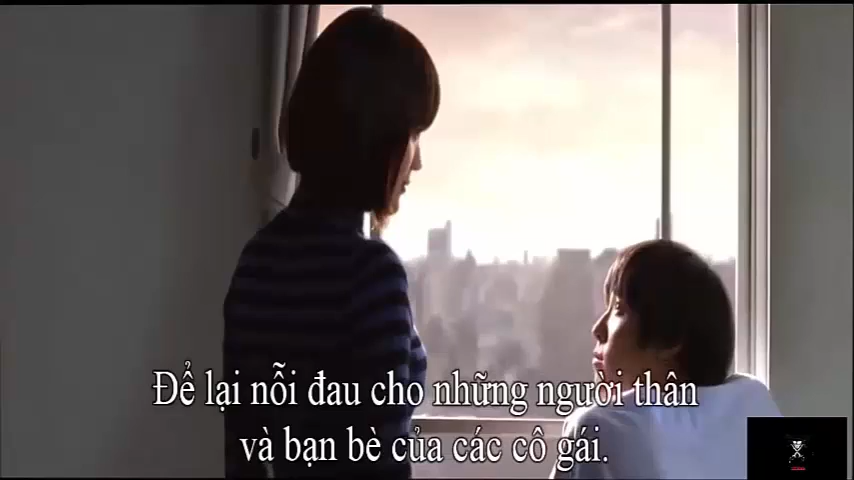 Để lại nỗi đau cho những người thân
và bạn bè của các cô gái.